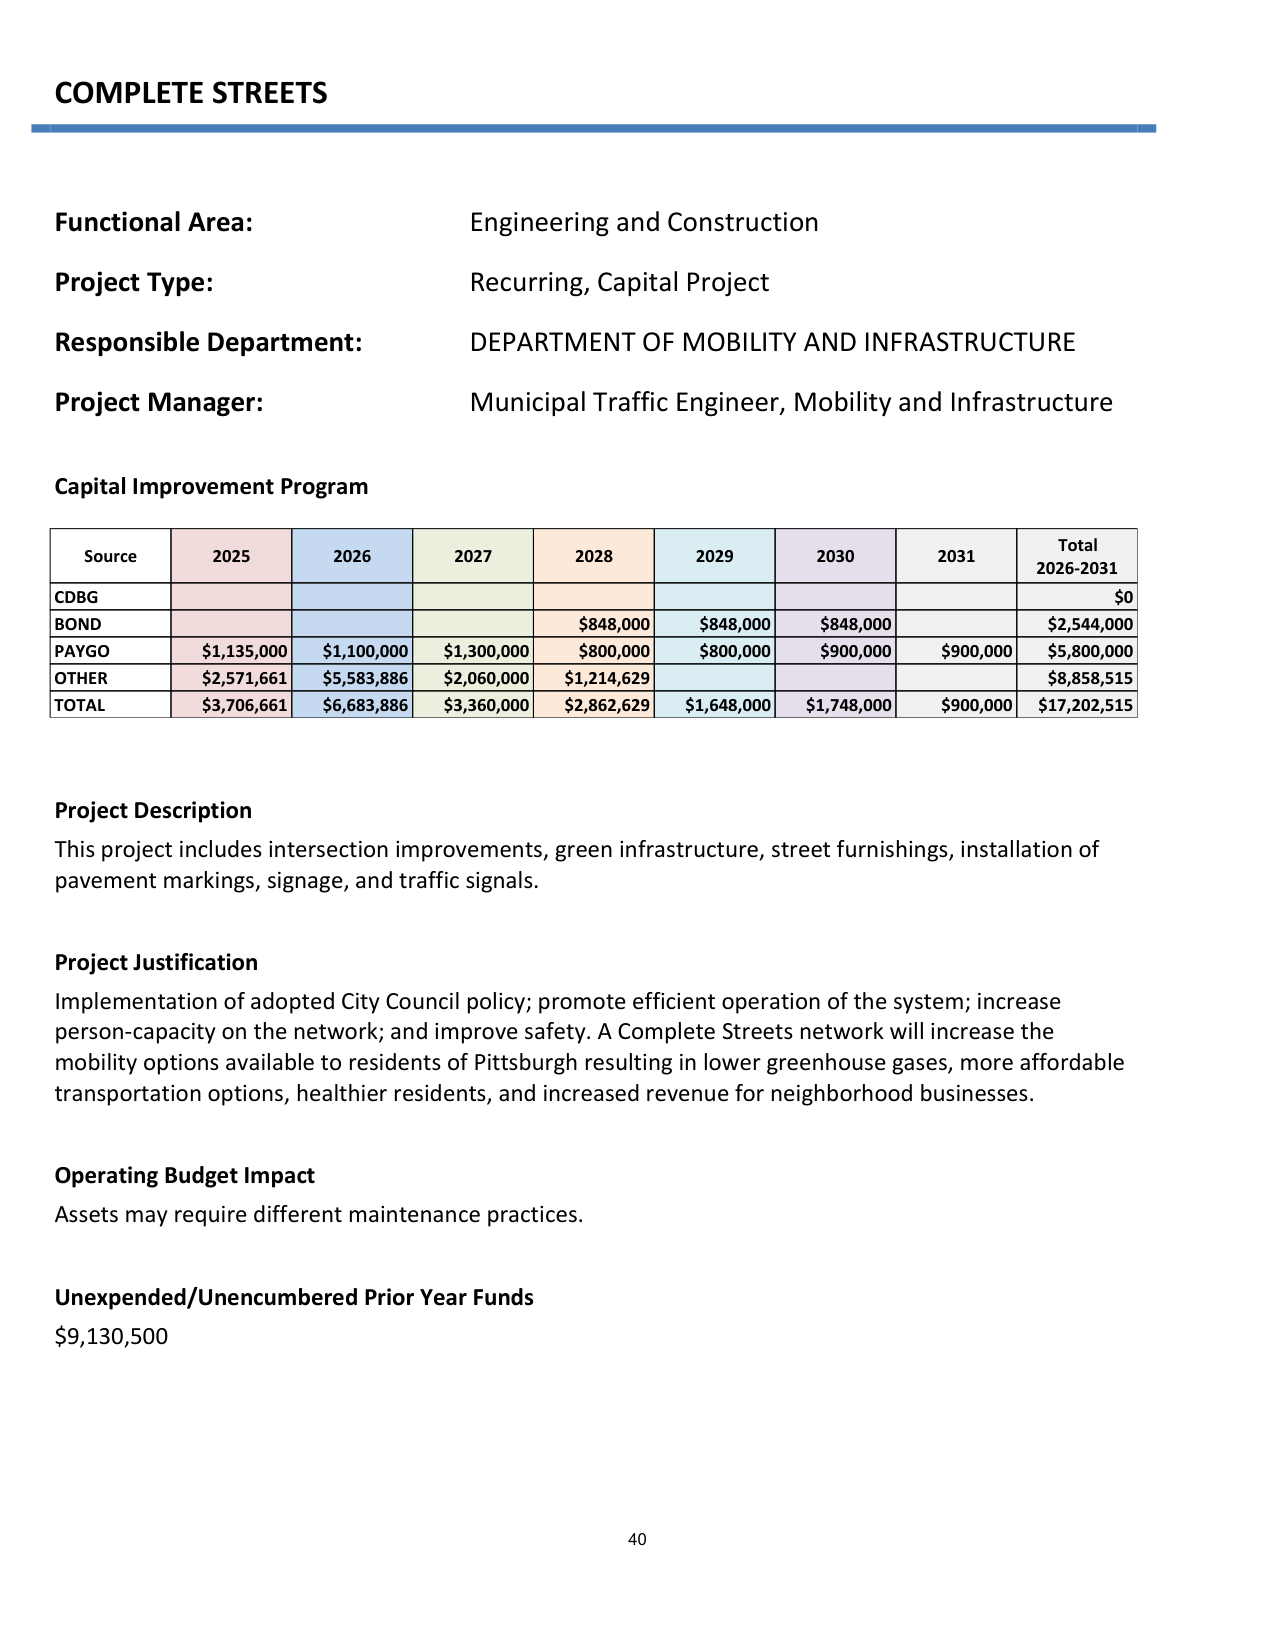 COMPLETE STREETS
Functional Area: Engineering and Construction
Project Type: Recurring, Capital Project
Responsible Department: DEPARTMENT OF MOBILITY AND INFRASTRUCTURE
Project Manager: Municipal Traffic Engineer, Mobility and Infrastructure
Capital Improvement Program
Source 2025 2026 2027 2028 2029 2030 2031 Total 2026-2031
CDBG $0
BOND $848,000 $848,000 $848,000 $2,544,000
PAYGO $1,135,000 $1,100,000 $1,300,000 $800,000 $800,000 $900,000 $900,000 $5,800,000
OTHER $2,571,661 $5,583,886 $2,060,000 $1,214,629 $8,858,515
TOTAL $3,706,661 $6,683,886 $3,360,000 $2,862,629 $1,648,000 $1,748,000 $900,000 $17,202,515
Project Description
This project includes intersection improvements, green infrastructure, street furnishings, installation of
pavement markings, signage, and traffic signals.
Project Justification
Implementation of adopted City Council policy; promote efficient operation of the system; increase
person-capacity on the network; and improve safety. A Complete Streets network will increase the
mobility options available to residents of Pittsburgh resulting in lower greenhouse gases, more affordable
transportation options, healthier residents, and increased revenue for neighborhood businesses.
Operating Budget Impact
Assets may require different maintenance practices.
Unexpended/Unencumbered Prior Year Funds
$9,130,500
40